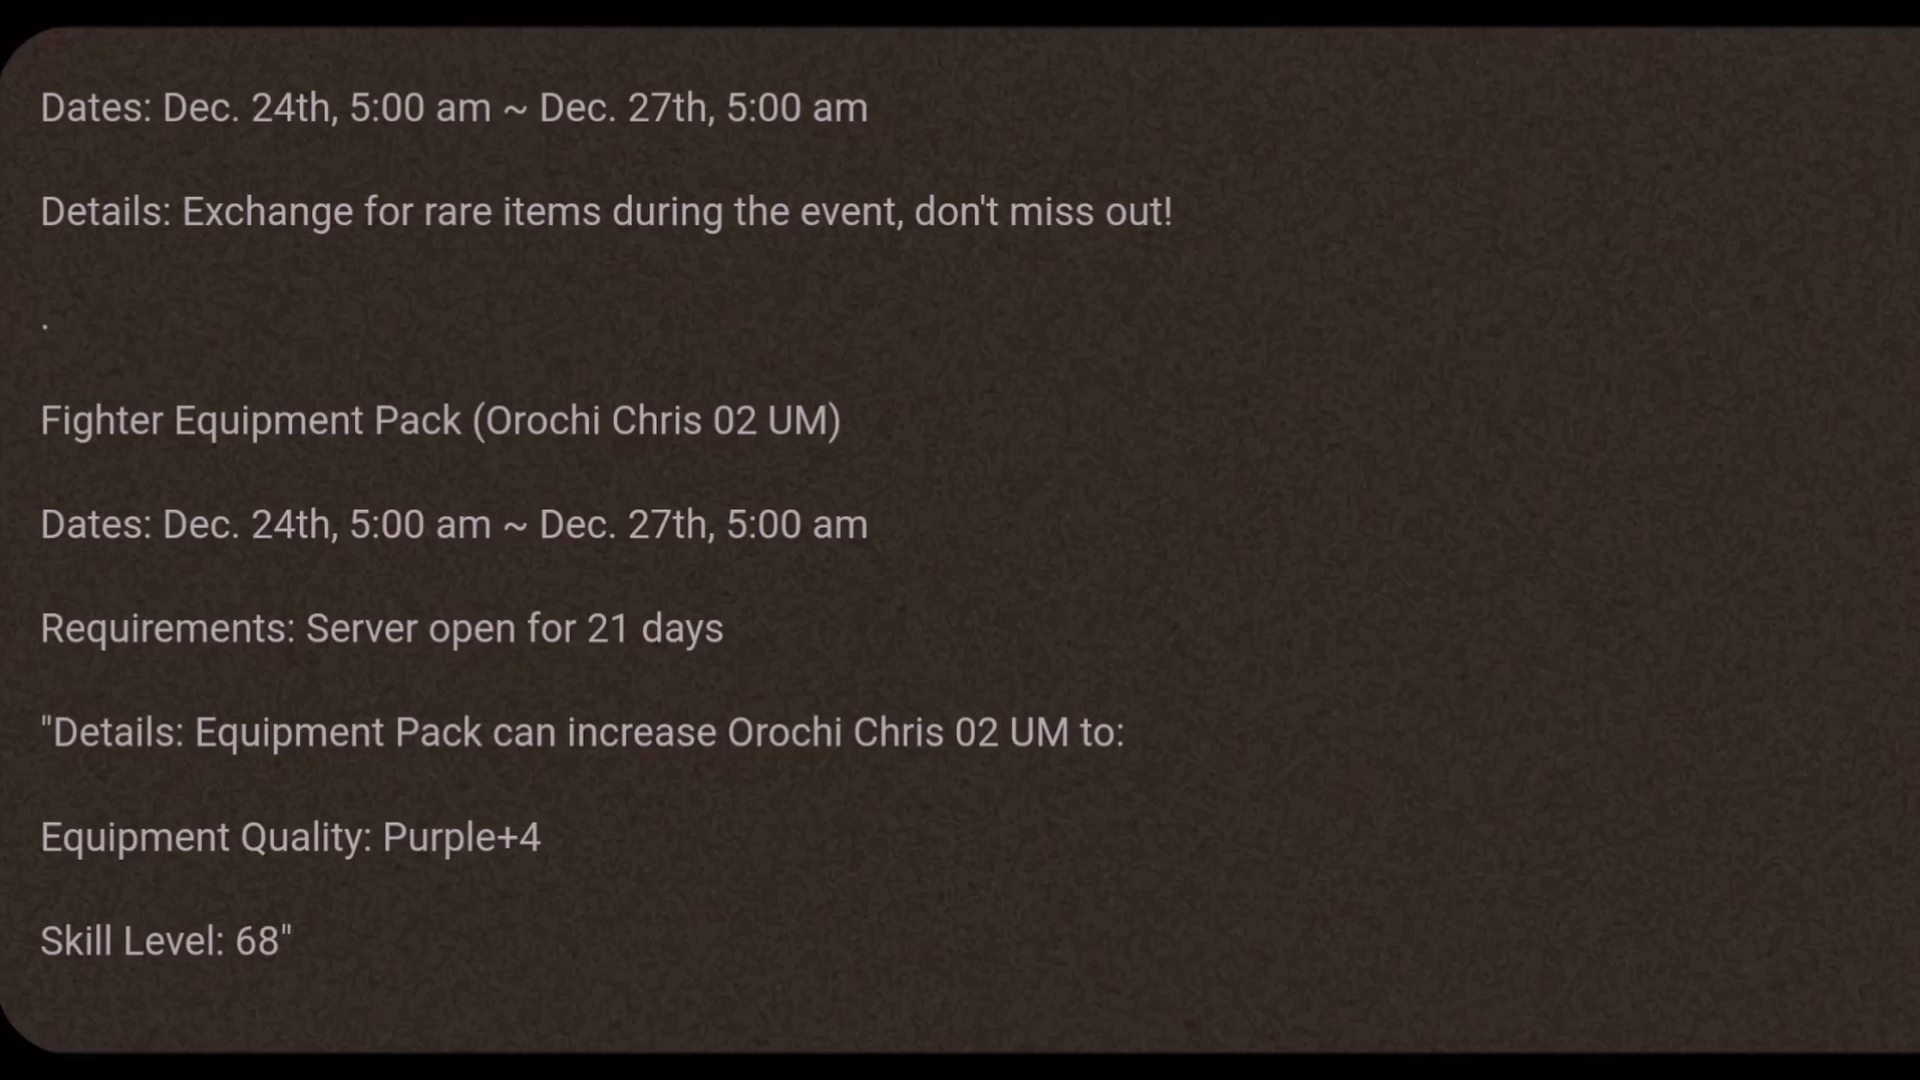 Dates: Dec. 24th, 5:00 am ~ Dec. 27th, 5:00 am
Details: Exchange for rare items during the event, don't miss out!
.
Fighter Equipment Pack (Orochi Chris 02 UM)
Dates: Dec. 24th, 5:00 am ~ Dec. 27th, 5:00 am
Requirements: Server open for 21 days
"Details: Equipment Pack can increase Orochi Chris 02 UM to:
Equipment Quality: Purple+4
Skill Level: 68"